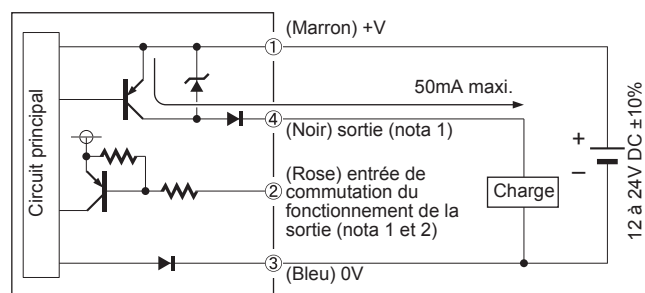 Circuit principal
① (Marron) +V
50mA maxi.
④ (Noir) sortie (nota 1)
② (Rose) entrée de
commutation du
fonctionnement de la
sortie (nota 1 et 2)
③ (Bleu) 0V
Charge
+
−
12 à 24V DC ±10%